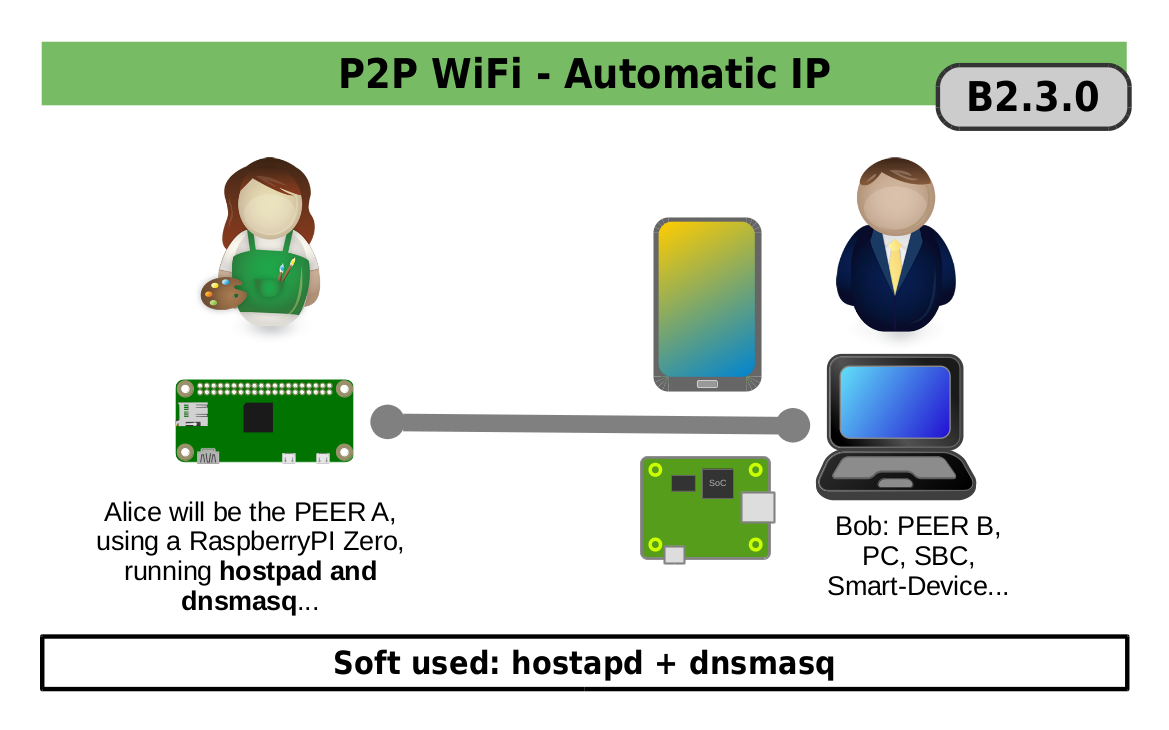 P2P WiFi - Automatic IP
B2.3.0
SoC
Alice will be the PEER A,
using a RaspberryPI Zero,
running hostpad and
dnsmasq...
Bob: PEER B,
PC, SBC,
Smart-Device...
Soft used: hostapd + dnsmasq